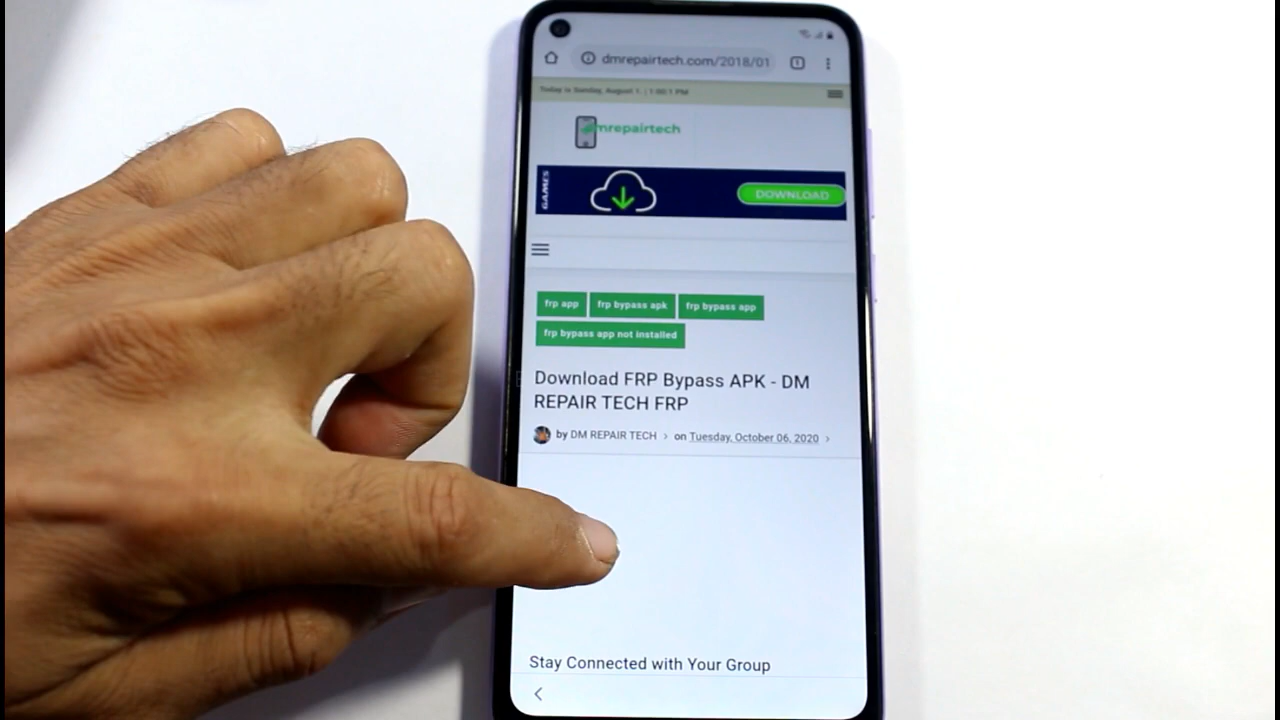 dmrepairtech.com/2018/01
1
Today is Sunday, August 1. | 1:00:1 PM
dmrepairtech
GAMES
DOWNLOAD
frp app
frp bypass apk
frp bypass app
frp bypass app not installed
Download FRP Bypass APK - DM
REPAIR TECH FRP
by DM REPAIR TECH > on Tuesday, October 06, 2020 >
Stay Connected with Your Group